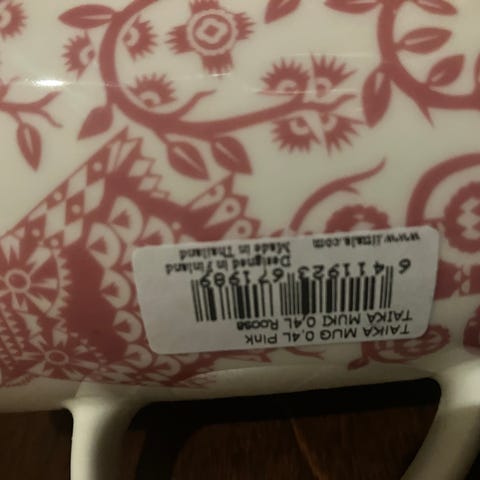 TAIKA MUG 0,4L Pink
TAIKA MUKI 0,4L Roosa
6 411923 671989
Designed in Finland
Made in Thailand
www.iittala.com